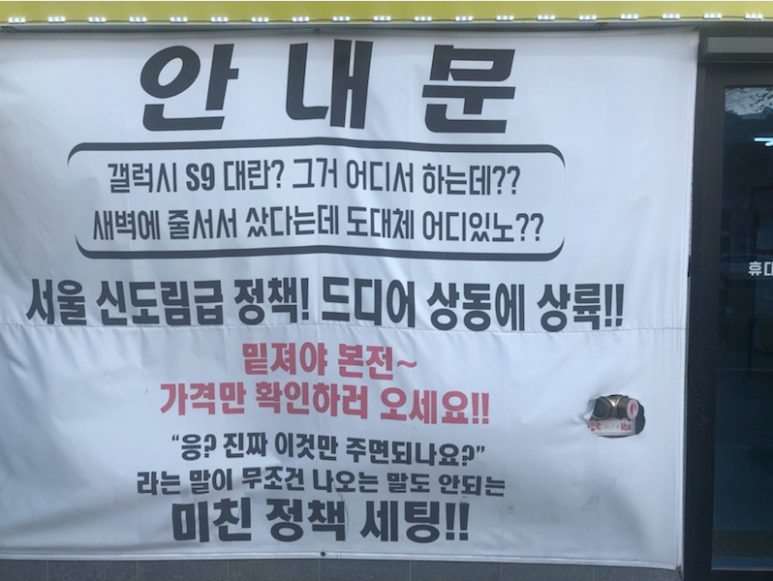 안내문
갤럭시 S9 대란? 그거 어디서 하는데??
새벽에 줄서서 샀다는데 도대체 어디있노??
서울 신도림급 정책! 드디어 상동에 상륙!!
밑져야 본전~
가격만 확인하러 오세요!!
"응? 진짜 이것만 주면되나요?"
라는 말이 무조건 나오는 말도 안되는
미친 정책 세팅!!
휴대